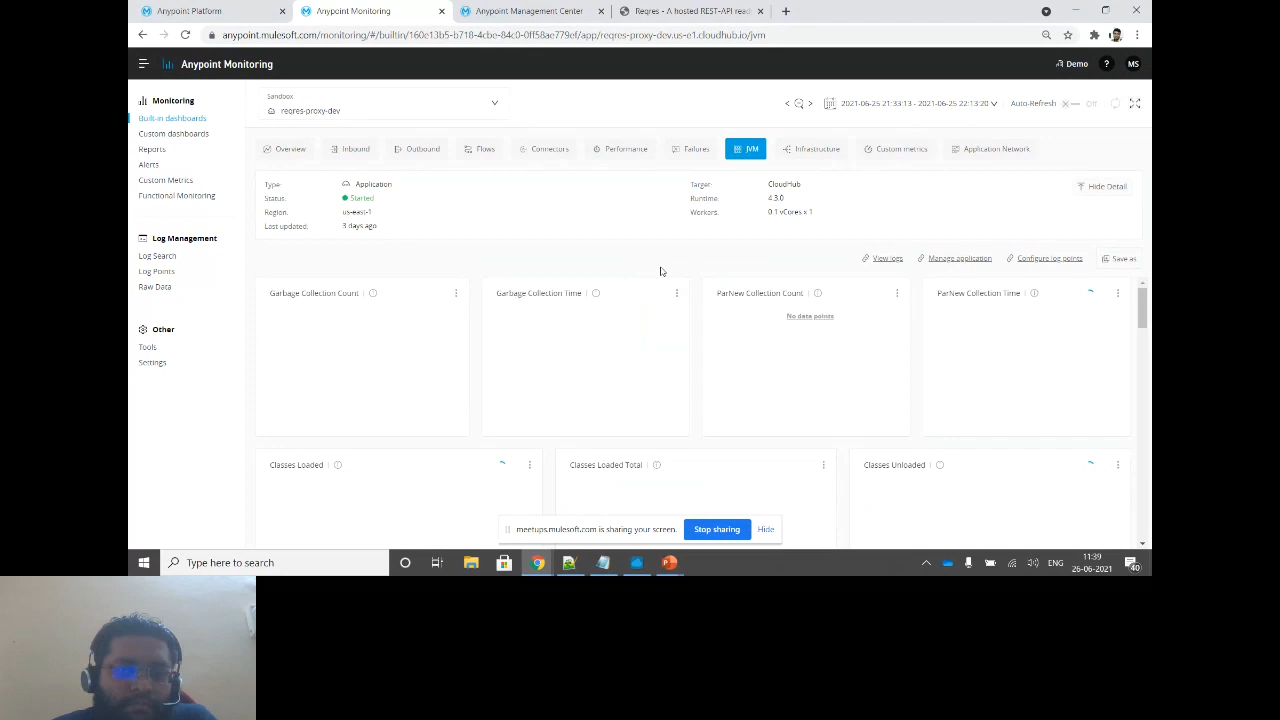 Anypoint Platform
Anypoint Monitoring
Anypoint Management Center
Reqres - A hosted REST-API read
anypoint.mulesoft.com/monitoring/#/builtin/160e13b5-b718-4cbe-84c0-0ff58ae779ef/app/reqres-proxy-dev.us-e1.cloudhub.io/jvm
Anypoint Monitoring
Demo
?
MS
Monitoring
Built-in dashboards
Custom dashboards
Reports
Alerts
Custom Metrics
Functional Monitoring
Log Management
Log Search
Log Points
Raw Data
Other
Tools
Settings
Sandbox
reqres-proxy-dev
2021-06-25 21:33:13 - 2021-06-25 22:13:20
Auto-Refresh
Off
Overview
Inbound
Outbound
Flows
Connectors
Performance
Failures
JVM
Infrastructure
Custom metrics
Application Network
Type: Application
Status: Started
Region: us-east-1
Last updated: 3 days ago
Target: CloudHub
Runtime: 4.3.0
Workers: 0.1 vCores x 1
Hide Detail
View logs
Manage application
Configure log points
Save as
Garbage Collection Count
Garbage Collection Time
ParNew Collection Count
No data points
ParNew Collection Time
Classes Loaded
Classes Loaded Total
Classes Unloaded
meetups.mulesoft.com is sharing your screen.
Stop sharing
Hide
Type here to search
ENG
11:39
26-06-2021
40